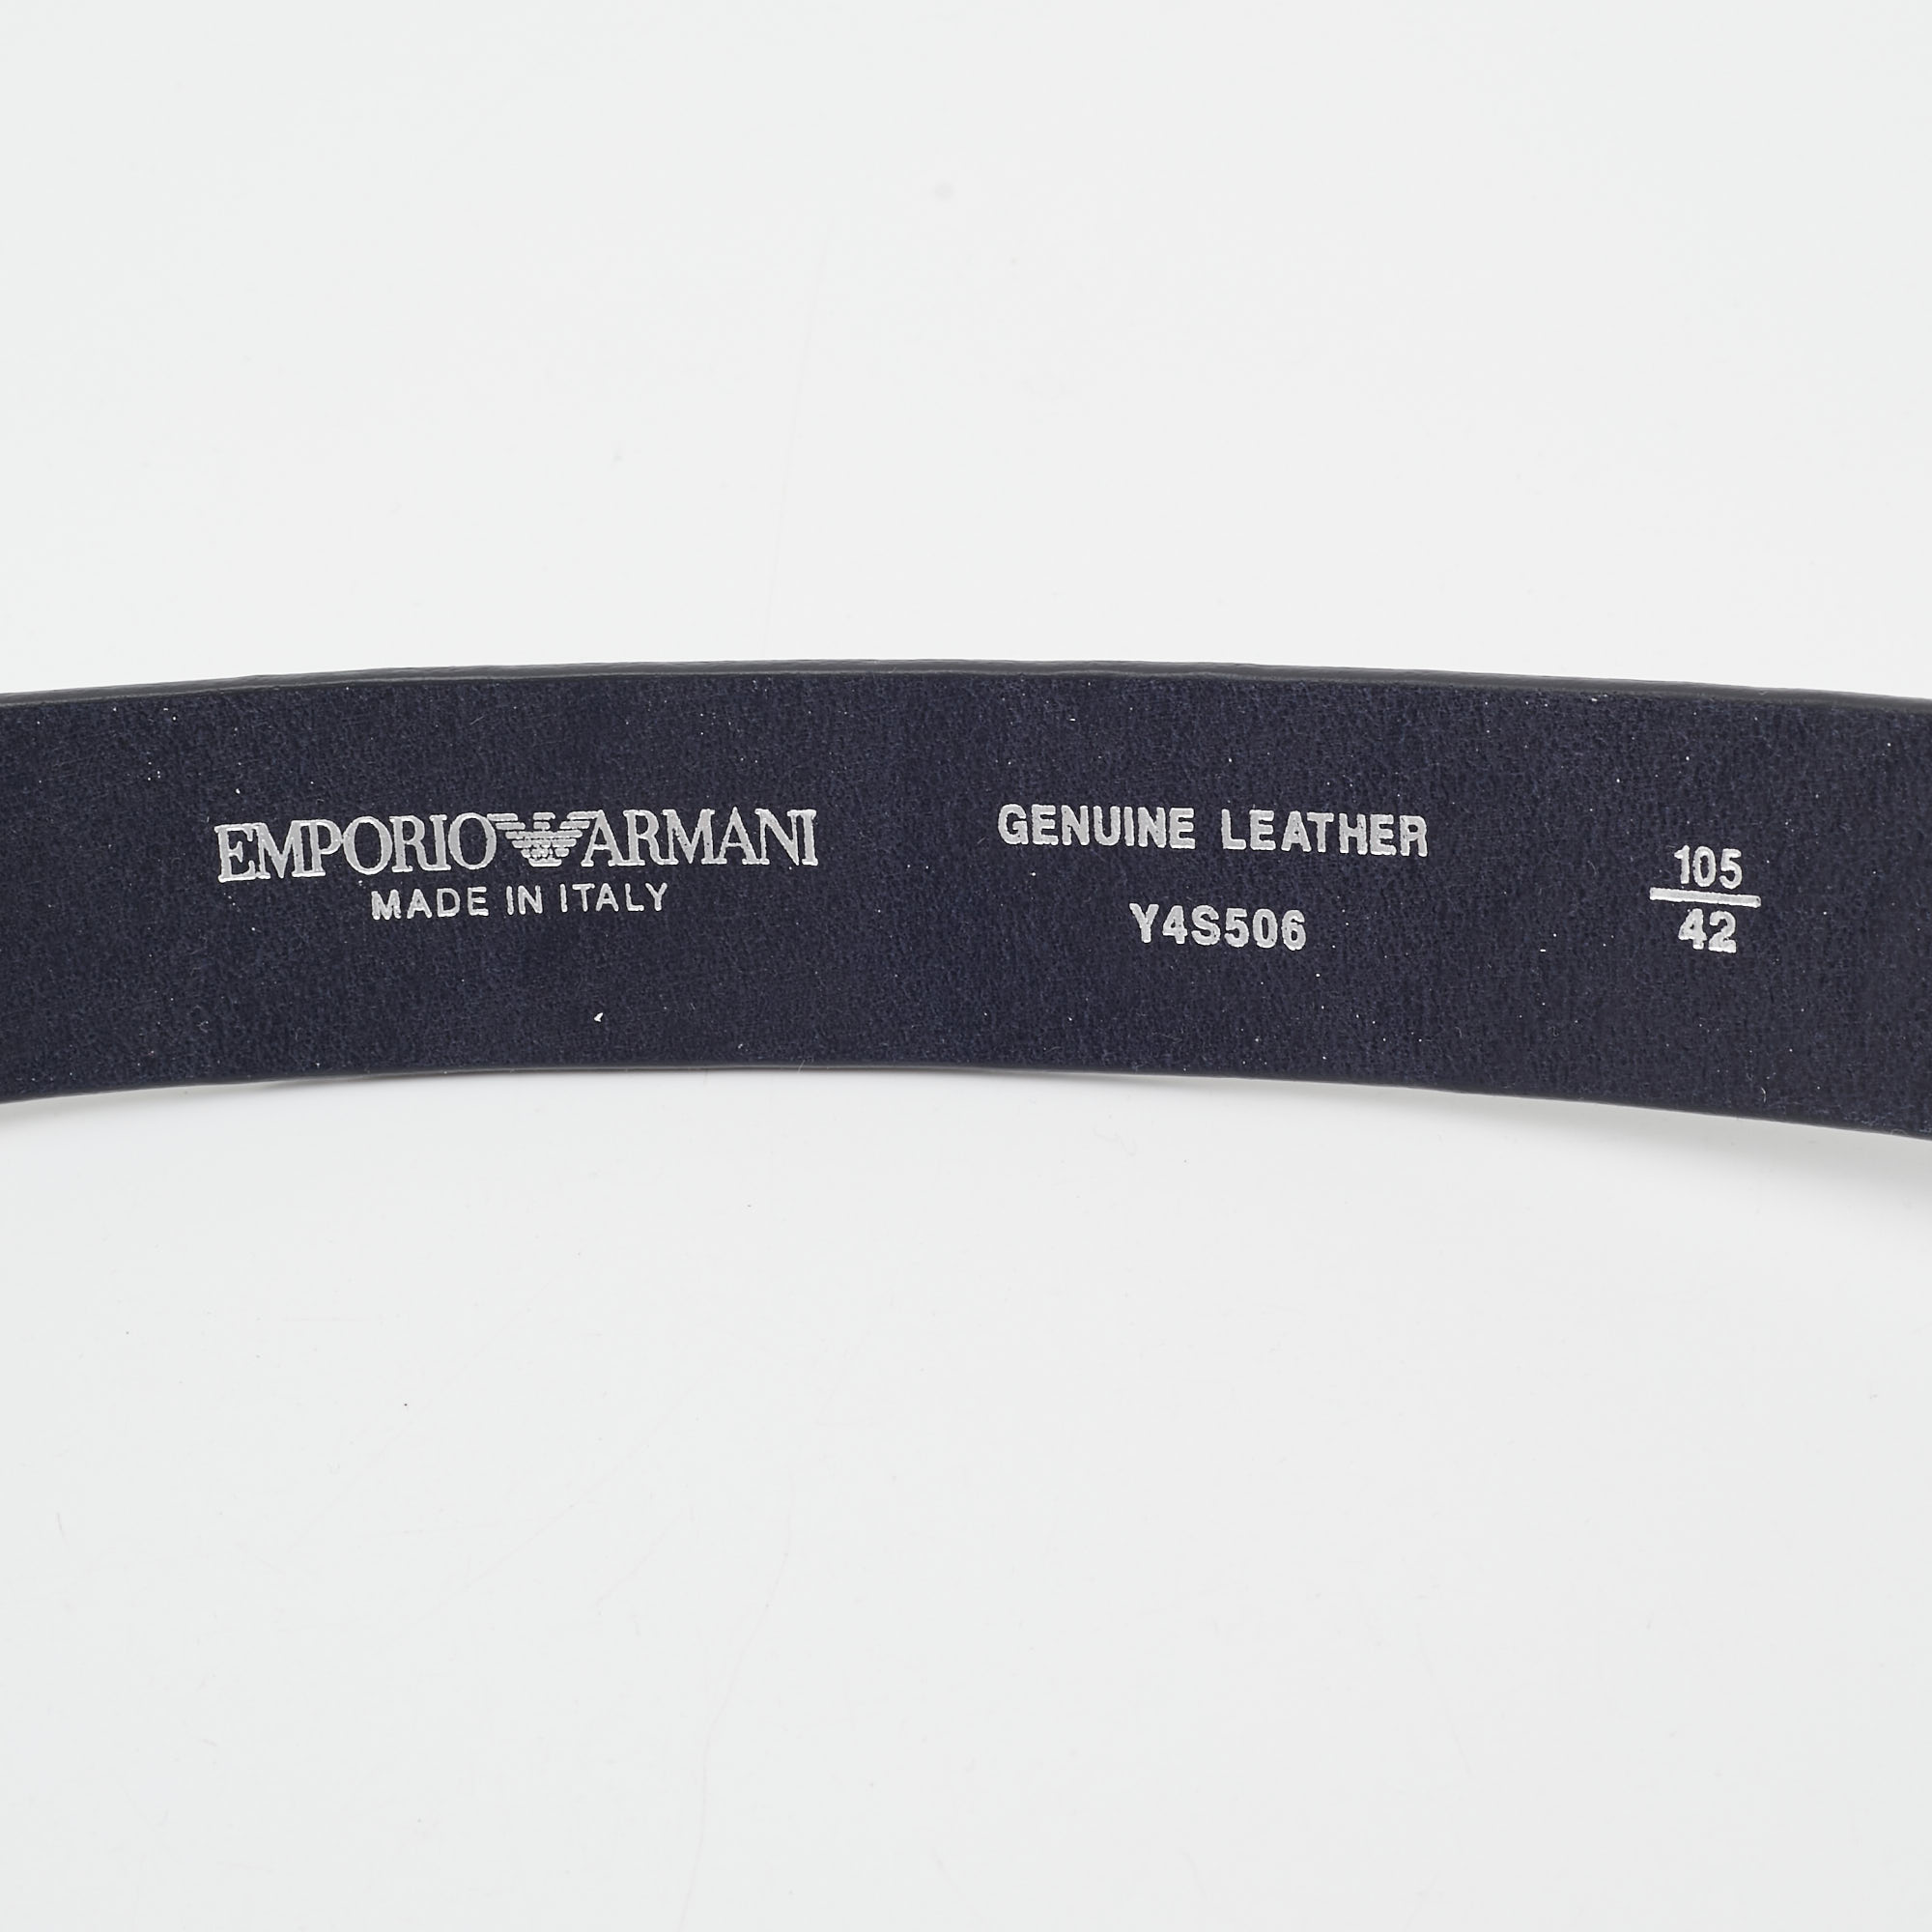 EMPORIO ARMANI
MADE IN ITALY
GENUINE LEATHER
Y4S506
105
42